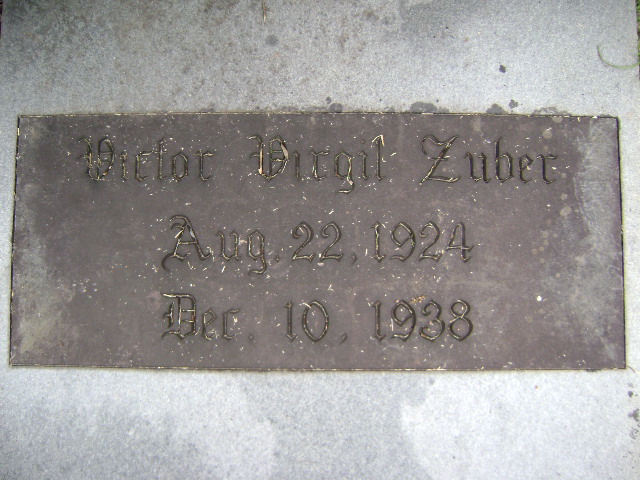 Victor Virgil Zuber
Aug. 22, 1924
Dec. 10, 1938